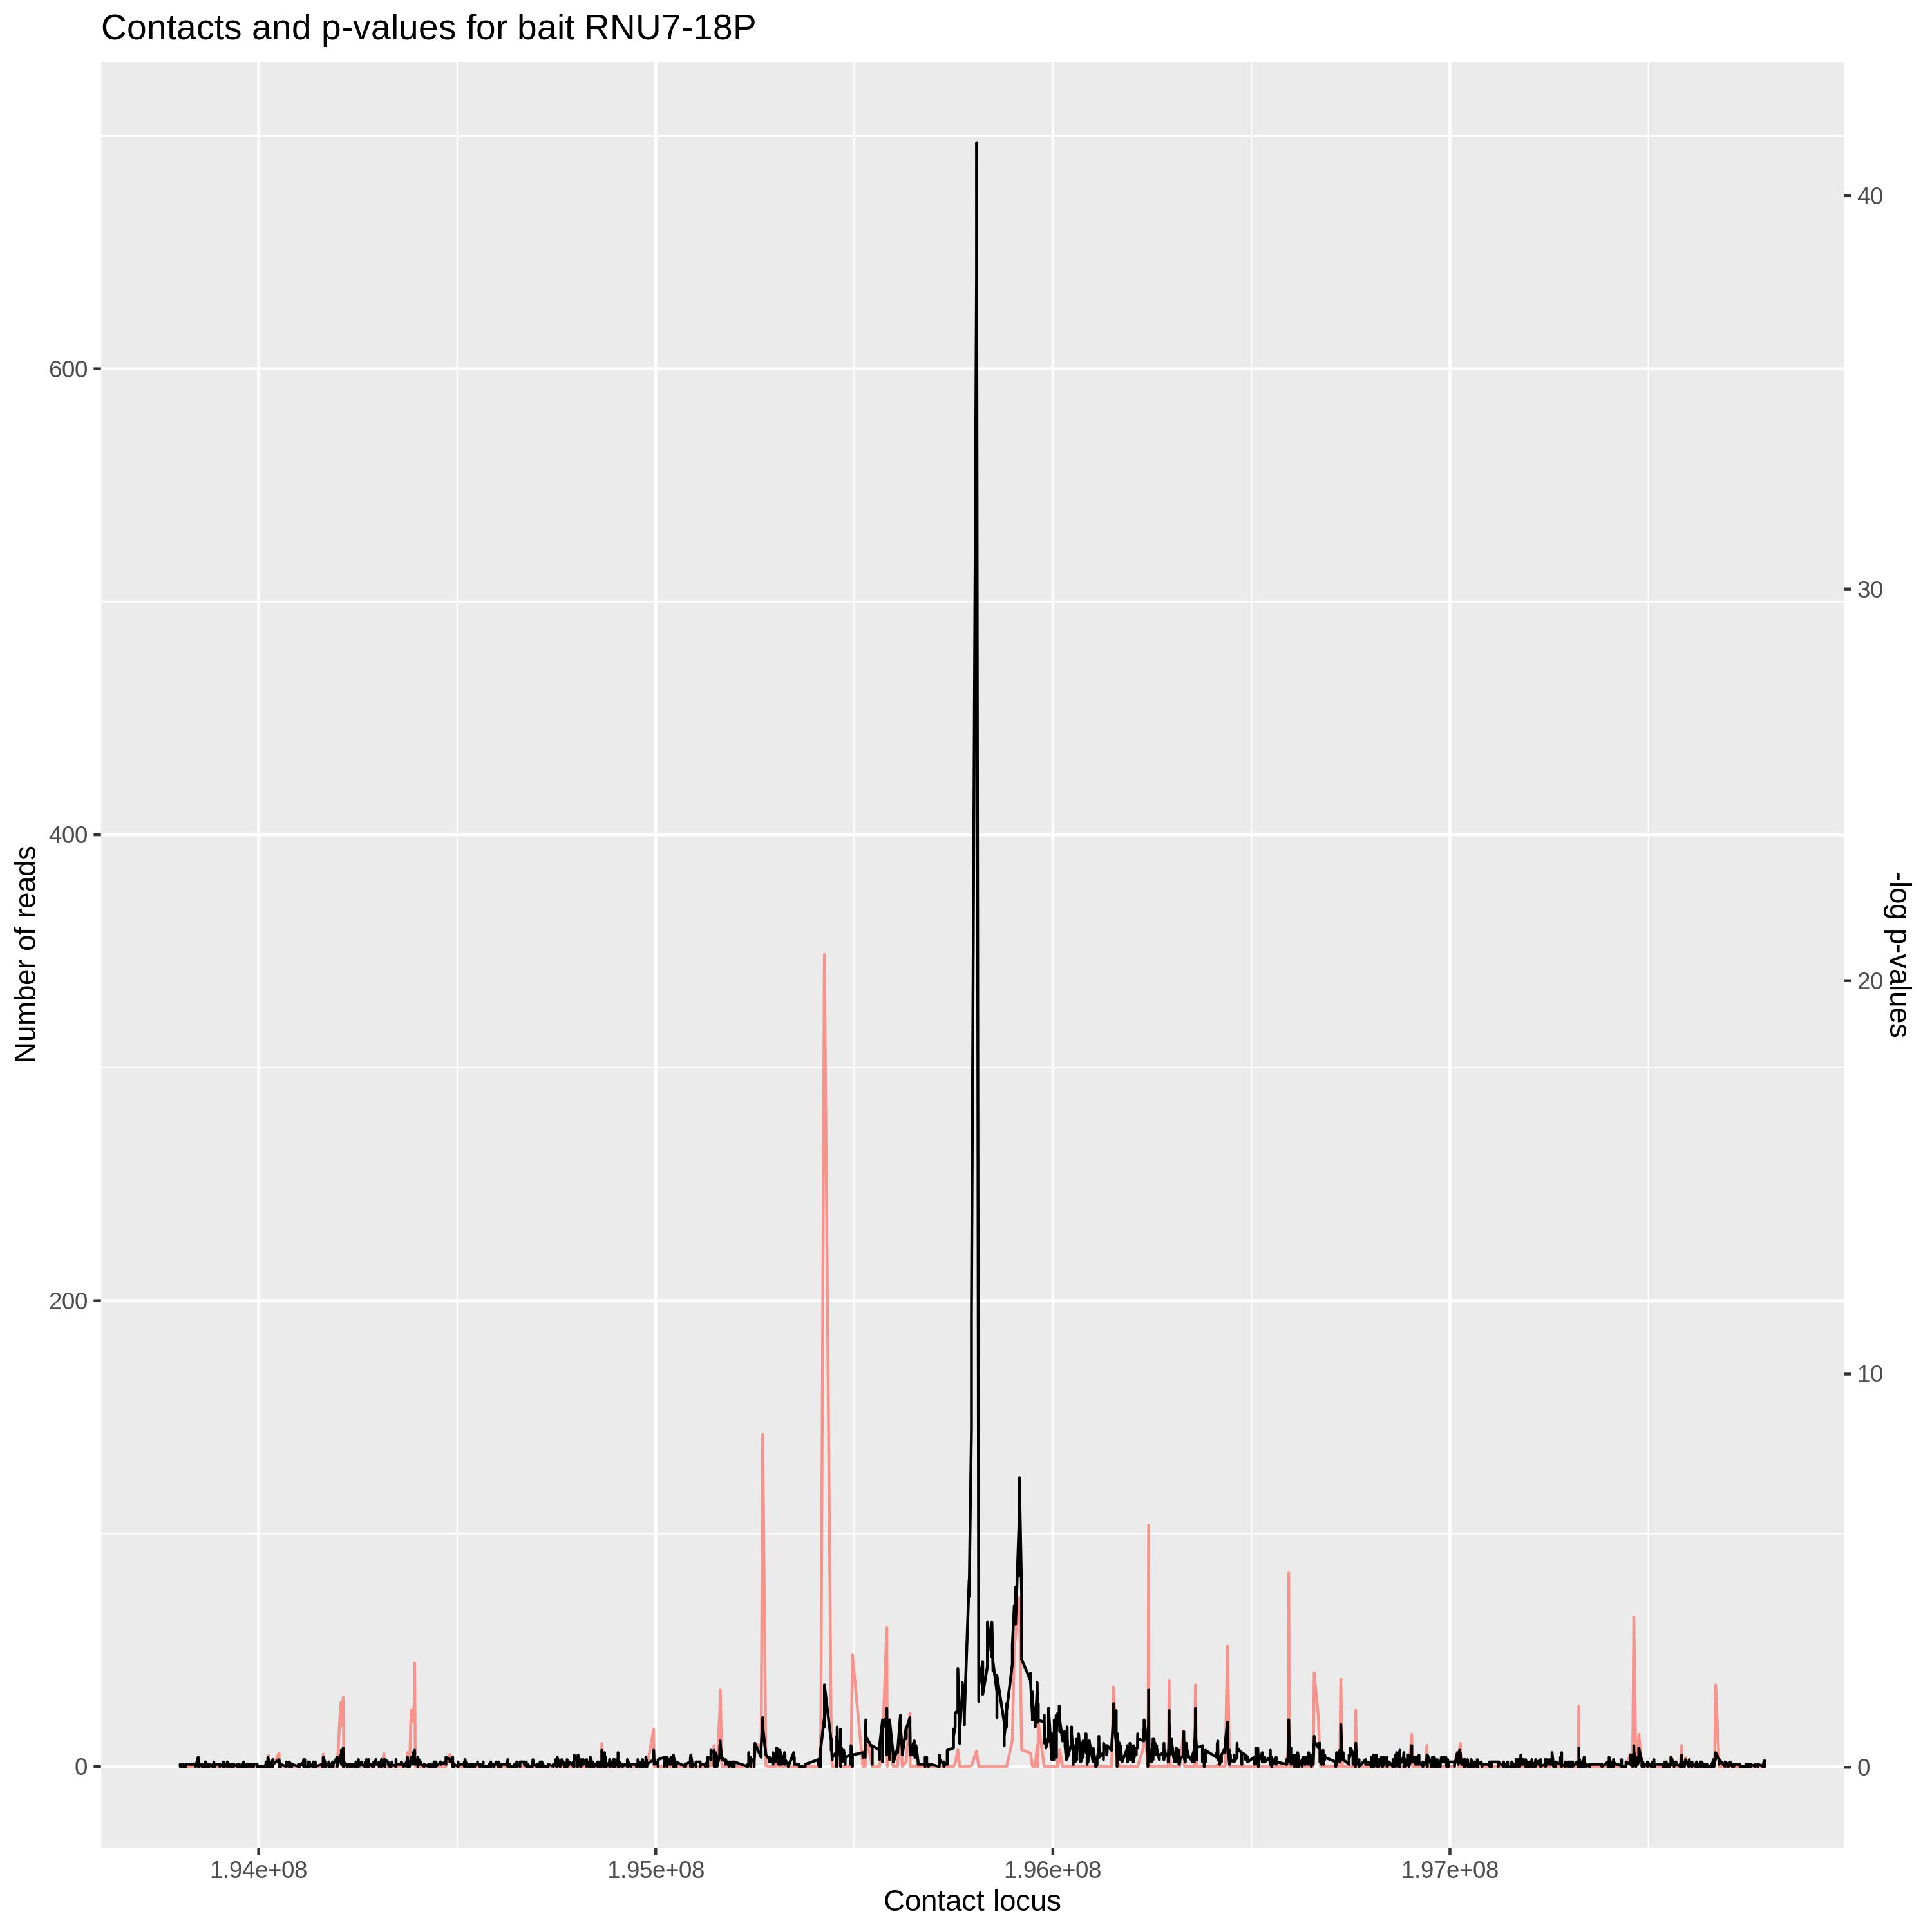 Contacts and p-values for bait RNU7-18P
600
400
200
0
Number of reads
40
30
20
10
0
-log p-values
1.94e+08
1.95e+08
1.96e+08
1.97e+08
Contact locus